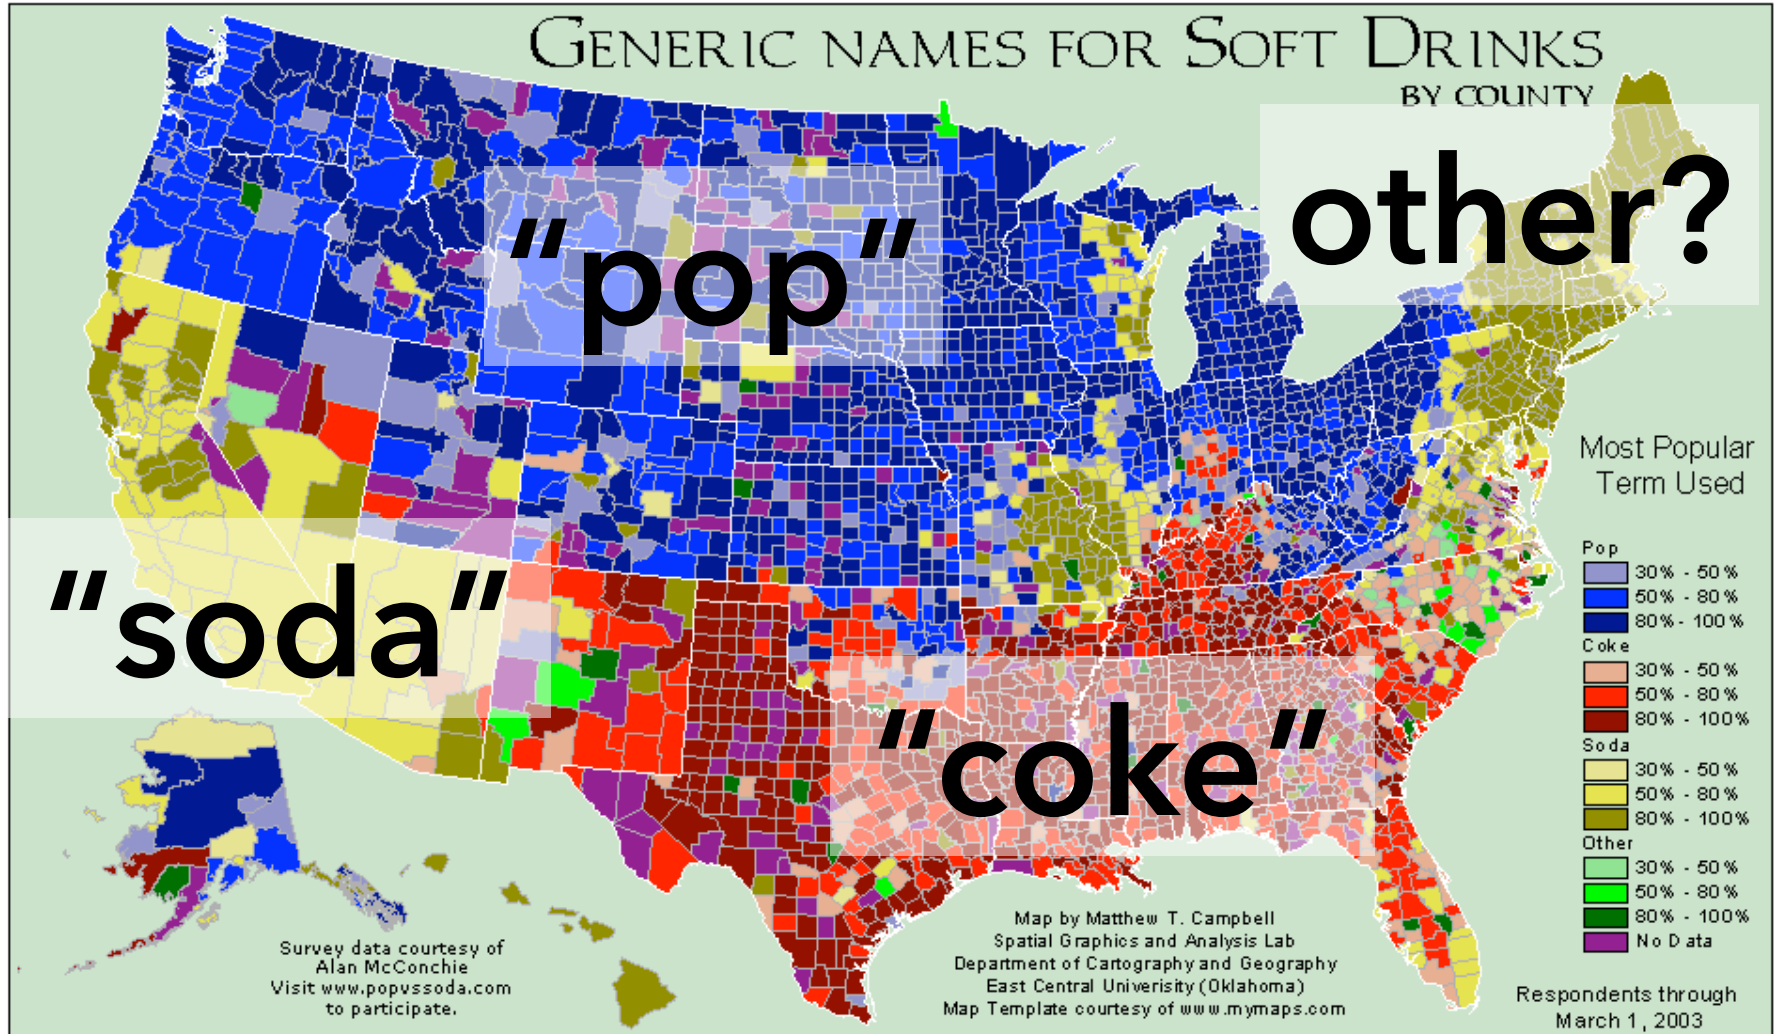 GENERIC NAMES FOR SOFT DRINKS
BY COUNTY
other?
“pop”
“soda”
“coke”
Most Popular
Term Used
Pop
30% - 50%
50% - 80%
80% - 100%
Coke
30% - 50%
50% - 80%
80% - 100%
Soda
30% - 50%
50% - 80%
80% - 100%
Other
30% - 50%
50% - 80%
80% - 100%
No Data
Survey data courtesy of
Alan McConchie
Visit www.popvssoda.com
to participate.
Map by Matthew T. Campbell
Spatial Graphics and Analysis Lab
Department of Cartography and Geography
East Central Univerisity (Oklahoma)
Map Template courtesy of www.mymaps.com
Respondents through
March 1, 2003